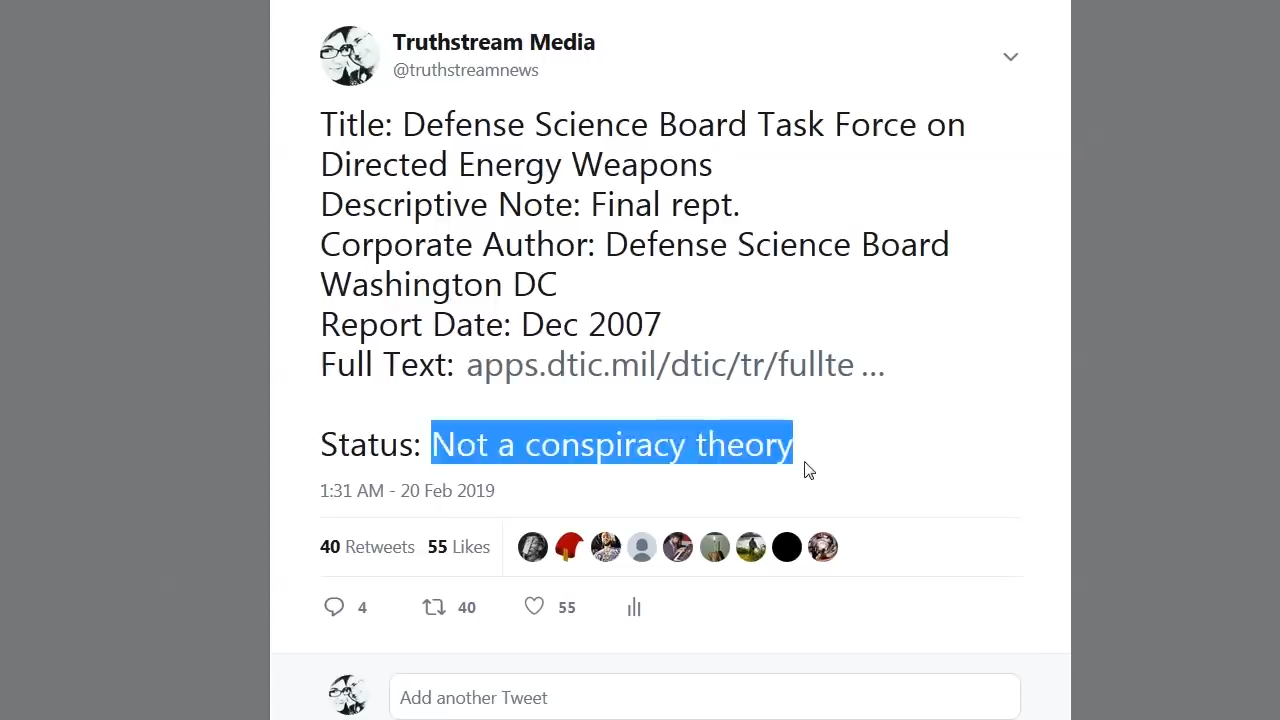 Truthstream Media
@truthstreamnews
Title: Defense Science Board Task Force on
Directed Energy Weapons
Descriptive Note: Final rept.
Corporate Author: Defense Science Board
Washington DC
Report Date: Dec 2007
Full Text: apps.dtic.mil/dtic/tr/fullte ...
Status: Not a conspiracy theory
1:31 AM - 20 Feb 2019
40 Retweets 55 Likes
4 40 55
Add another Tweet